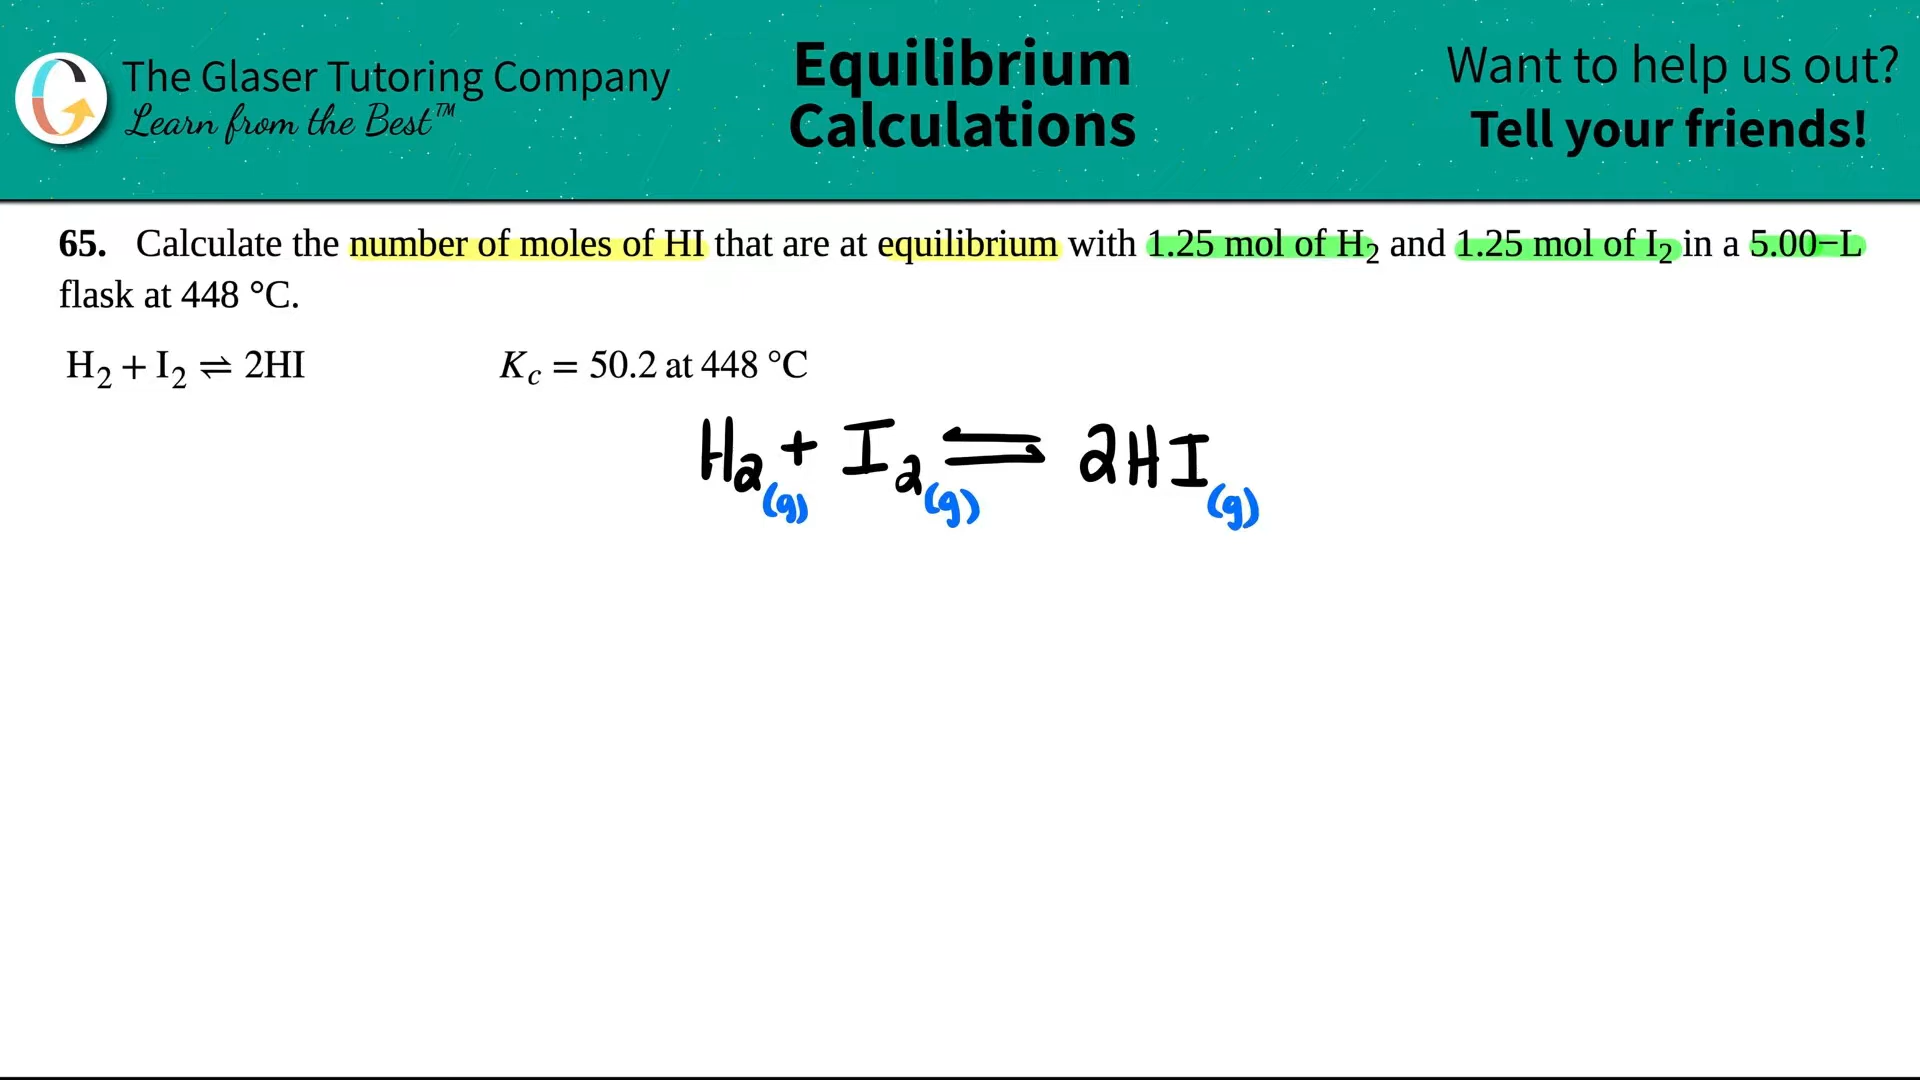 The Glaser Tutoring Company
Learn from the Best™
Equilibrium
Calculations
Want to help us out?
Tell your friends!
65. Calculate the number of moles of HI that are at equilibrium with 1.25 mol of H₂ and 1.25 mol of I₂ in a 5.00−L
flask at 448 °C.
H₂ + I₂ ⇌ 2HI K꜀ = 50.2 at 448 °C
H₂(g) + I₂(g) ⇌ 2HI(g)